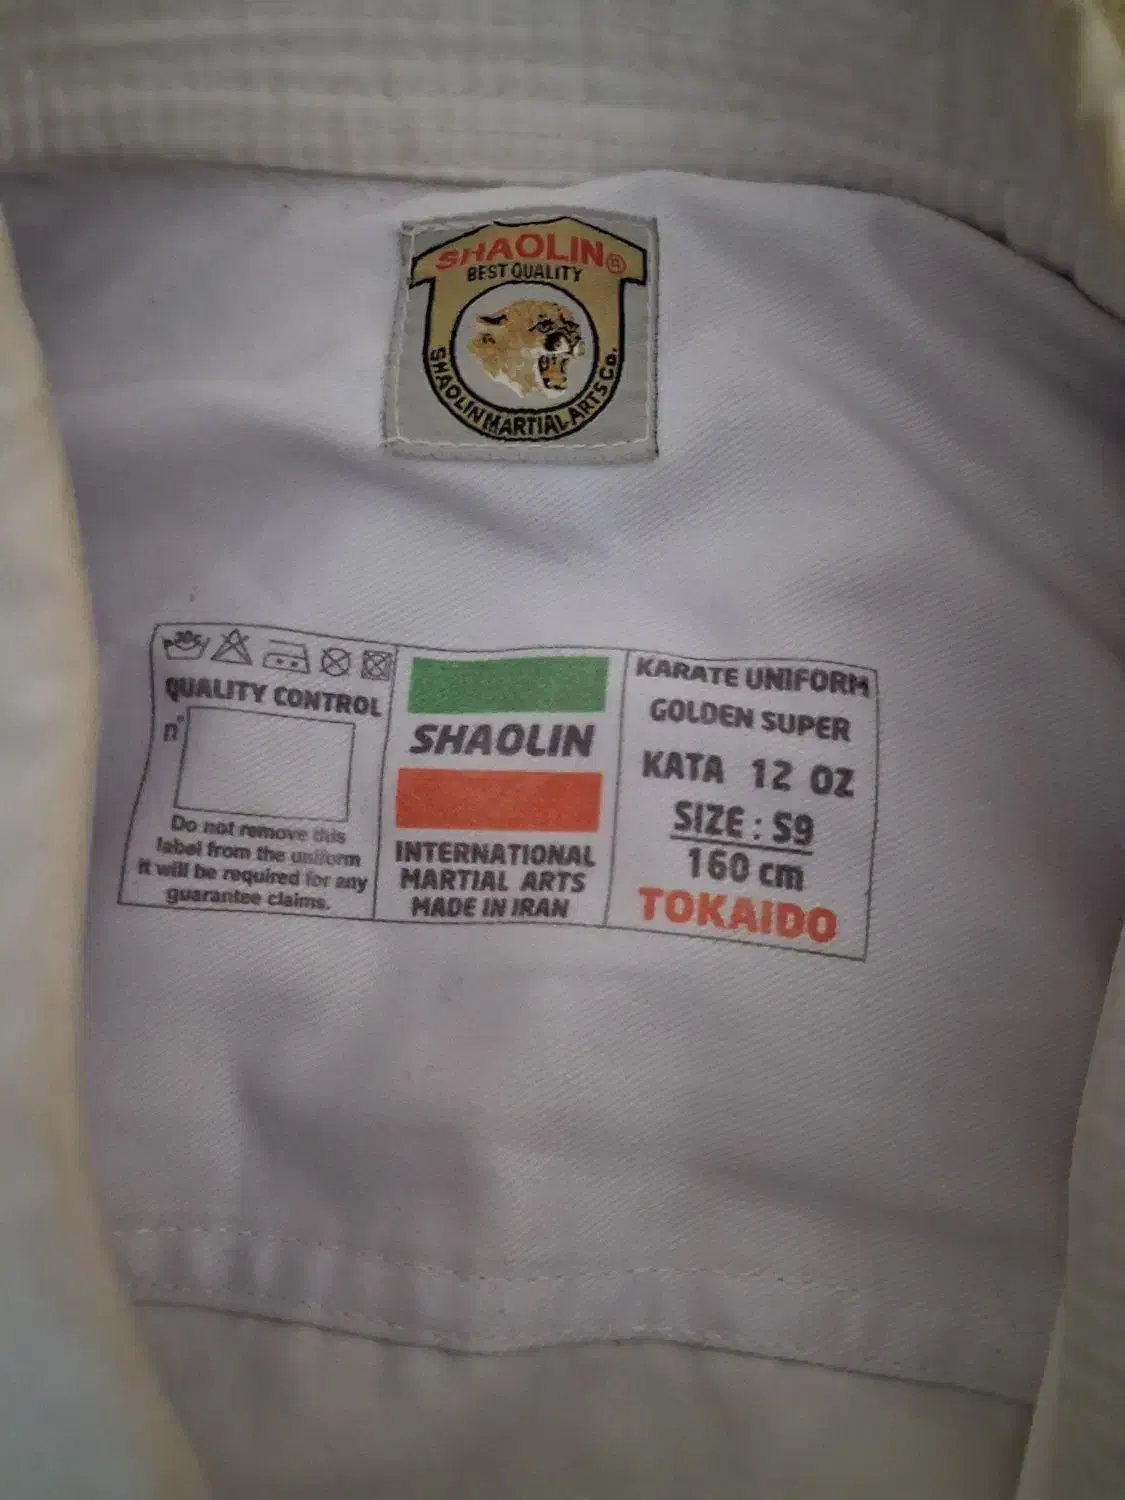 SHAOLIN®
BEST QUALITY
SHAOLIN MARTIAL ARTS Co.
30c
QUALITY CONTROL
n°
Do not remove this
label from the uniform
it will be required for any
guarantee claims.
SHAOLIN
INTERNATIONAL
MARTIAL ARTS
MADE IN IRAN
KARATE UNIFORM
GOLDEN SUPER
KATA 12 OZ
SIZE : S9
160 cm
TOKAIDO